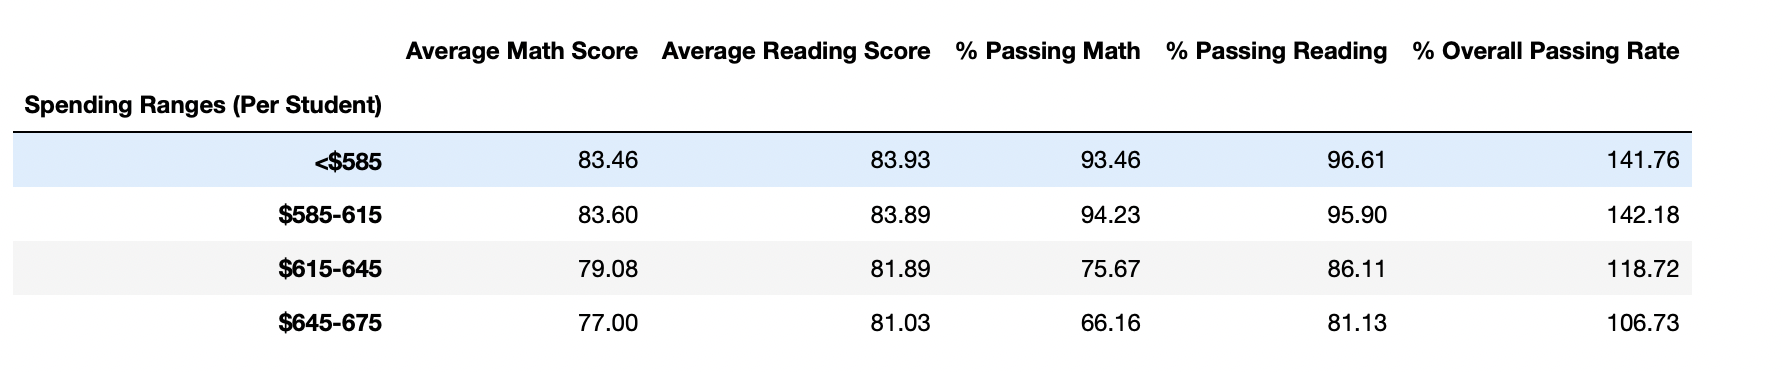 Average Math Score Average Reading Score % Passing Math % Passing Reading % Overall Passing Rate
Spending Ranges (Per Student)
<$585 83.46 83.93 93.46 96.61 141.76
$585-615 83.60 83.89 94.23 95.90 142.18
$615-645 79.08 81.89 75.67 86.11 118.72
$645-675 77.00 81.03 66.16 81.13 106.73